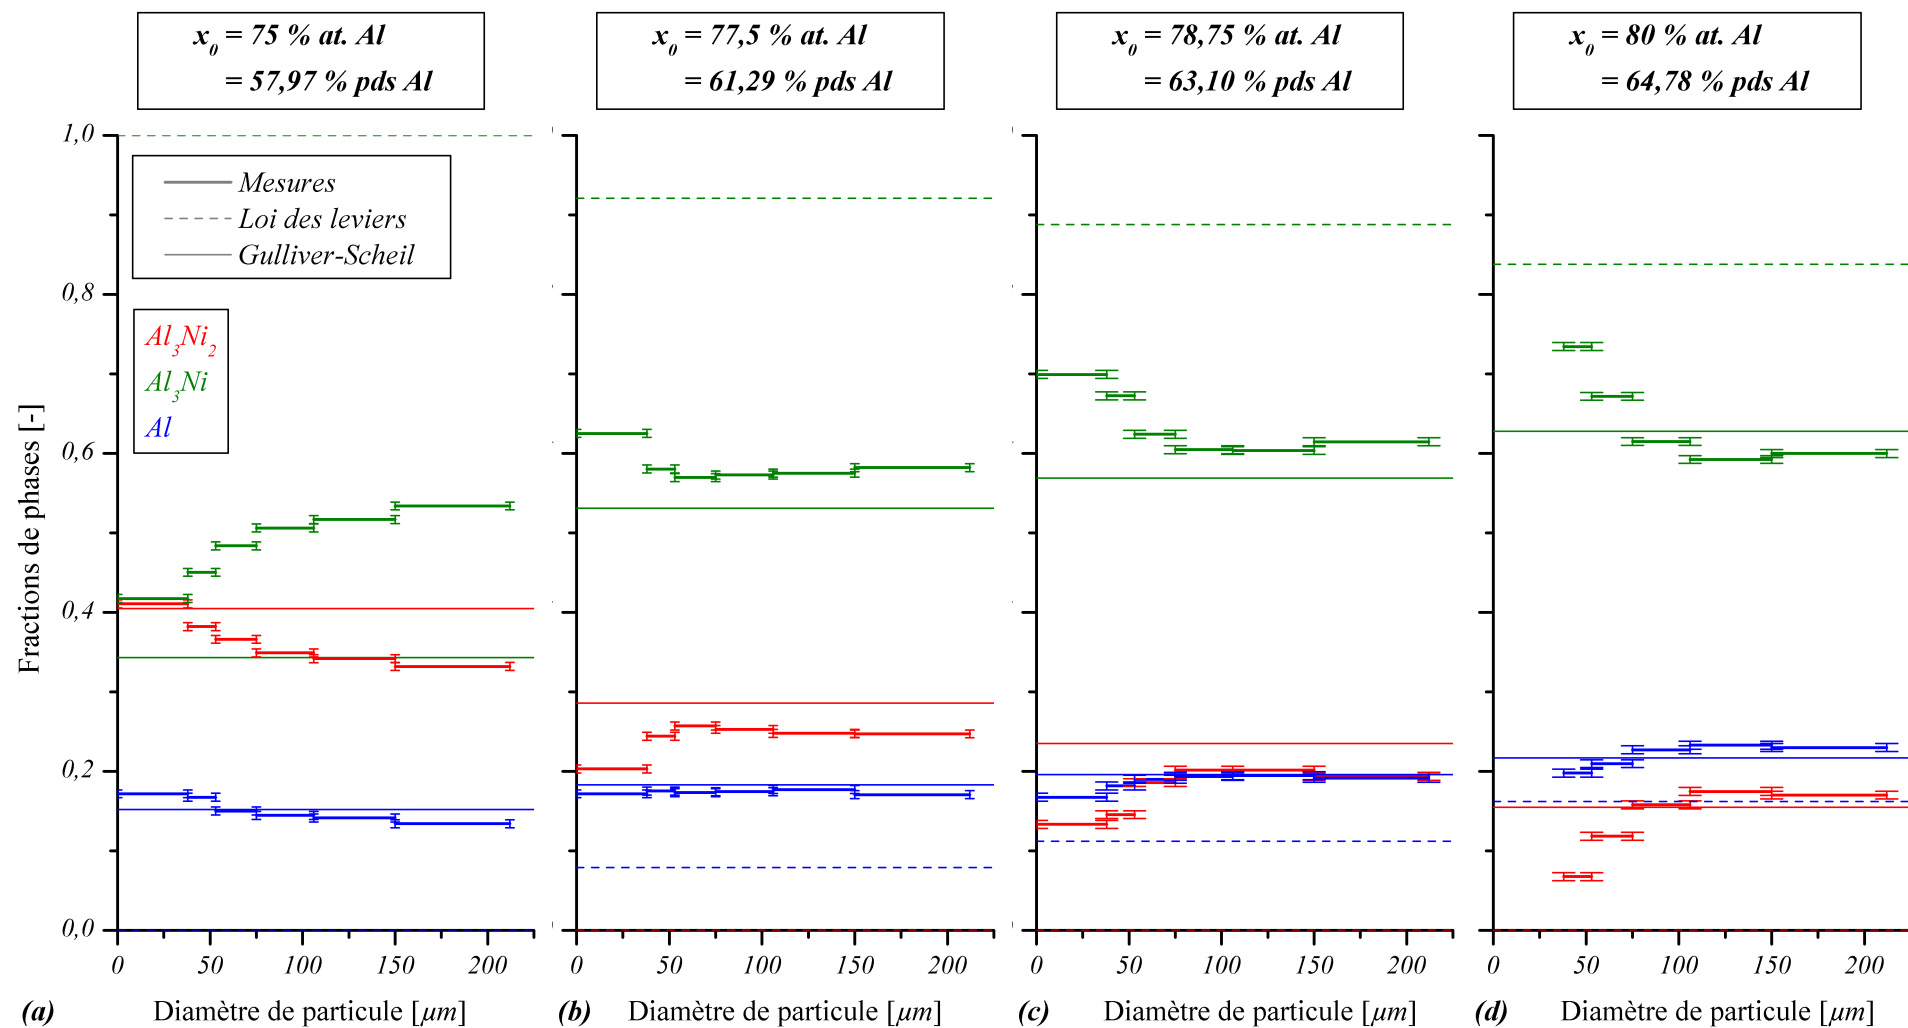 x₀ = 75 % at. Al
= 57,97 % pds Al
x₀ = 77,5 % at. Al
= 61,29 % pds Al
x₀ = 78,75 % at. Al
= 63,10 % pds Al
x₀ = 80 % at. Al
= 64,78 % pds Al
1,0
0,8
0,6
0,4
0,2
0,0
Fractions de phases [-]
Mesures
Loi des leviers
Gulliver-Scheil
Al₃Ni₂
Al₃Ni
Al
0 50 100 150 200
0 50 100 150 200
0 50 100 150 200
0 50 100 150 200
(a) Diamètre de particule [µm]
(b) Diamètre de particule [µm]
(c) Diamètre de particule [µm]
(d) Diamètre de particule [µm]